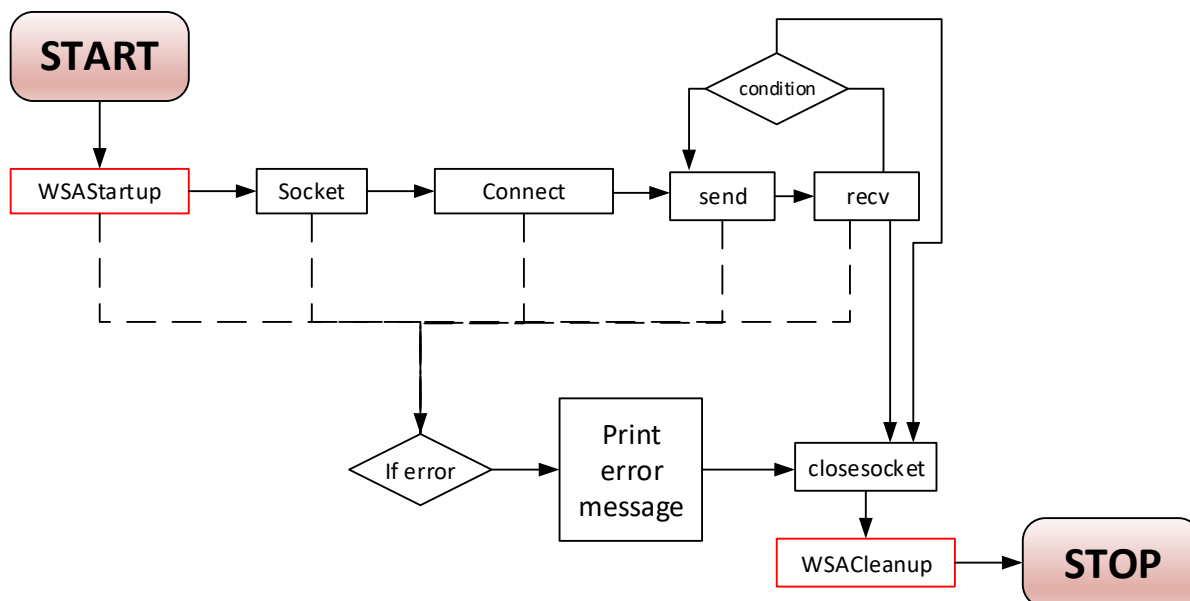 START
condition
WSAStartup
Socket
Connect
send
recv
If error
Print
error
message
closesocket
WSACleanup
STOP